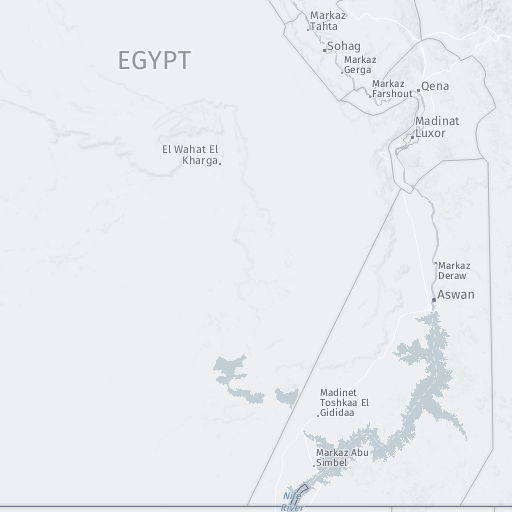 Markaz
Tahta
Sohag
EGYPT
Markaz
Gerga
Markaz
Farshout
Qena
Madinat
Luxor
El Wahat El
Kharga
Markaz
Deraw
Aswan
Madinet
Toshkaa El
Gididaa
Markaz Abu
Simbel
Nile
River